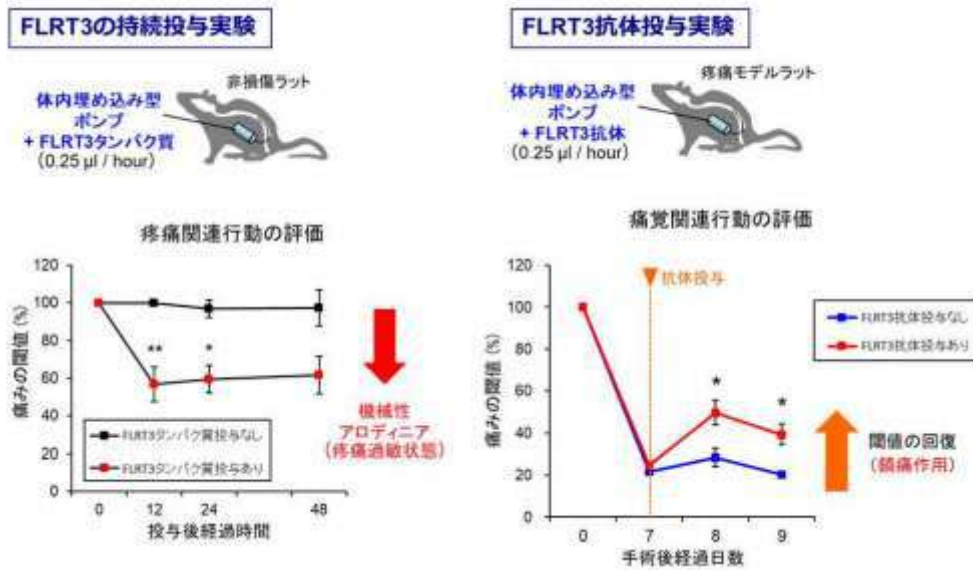 FLRT3の持続投与実験
非損傷ラット
体内埋め込み型
ポンプ
+ FLRT3タンパク質
(0.25 µl / hour)
疼痛関連行動の評価
痛みの閾値 (%)
120
100
80
60
40
20
0
**
*
FLRT3タンパク質投与なし
FLRT3タンパク質投与あり
0 12 24 48
投与後経過時間
機械性
アロディニア
(疼痛過敏状態)
FLRT3抗体投与実験
疼痛モデルラット
体内埋め込み型
ポンプ
+ FLRT3抗体
(0.25 µl / hour)
痛覚関連行動の評価
抗体投与
痛みの閾値 (%)
120
100
80
60
40
20
0
*
*
FLRT3抗体投与なし
FLRT3抗体投与あり
0 7 8 9
手術後経過日数
閾値の回復
(鎮痛作用)